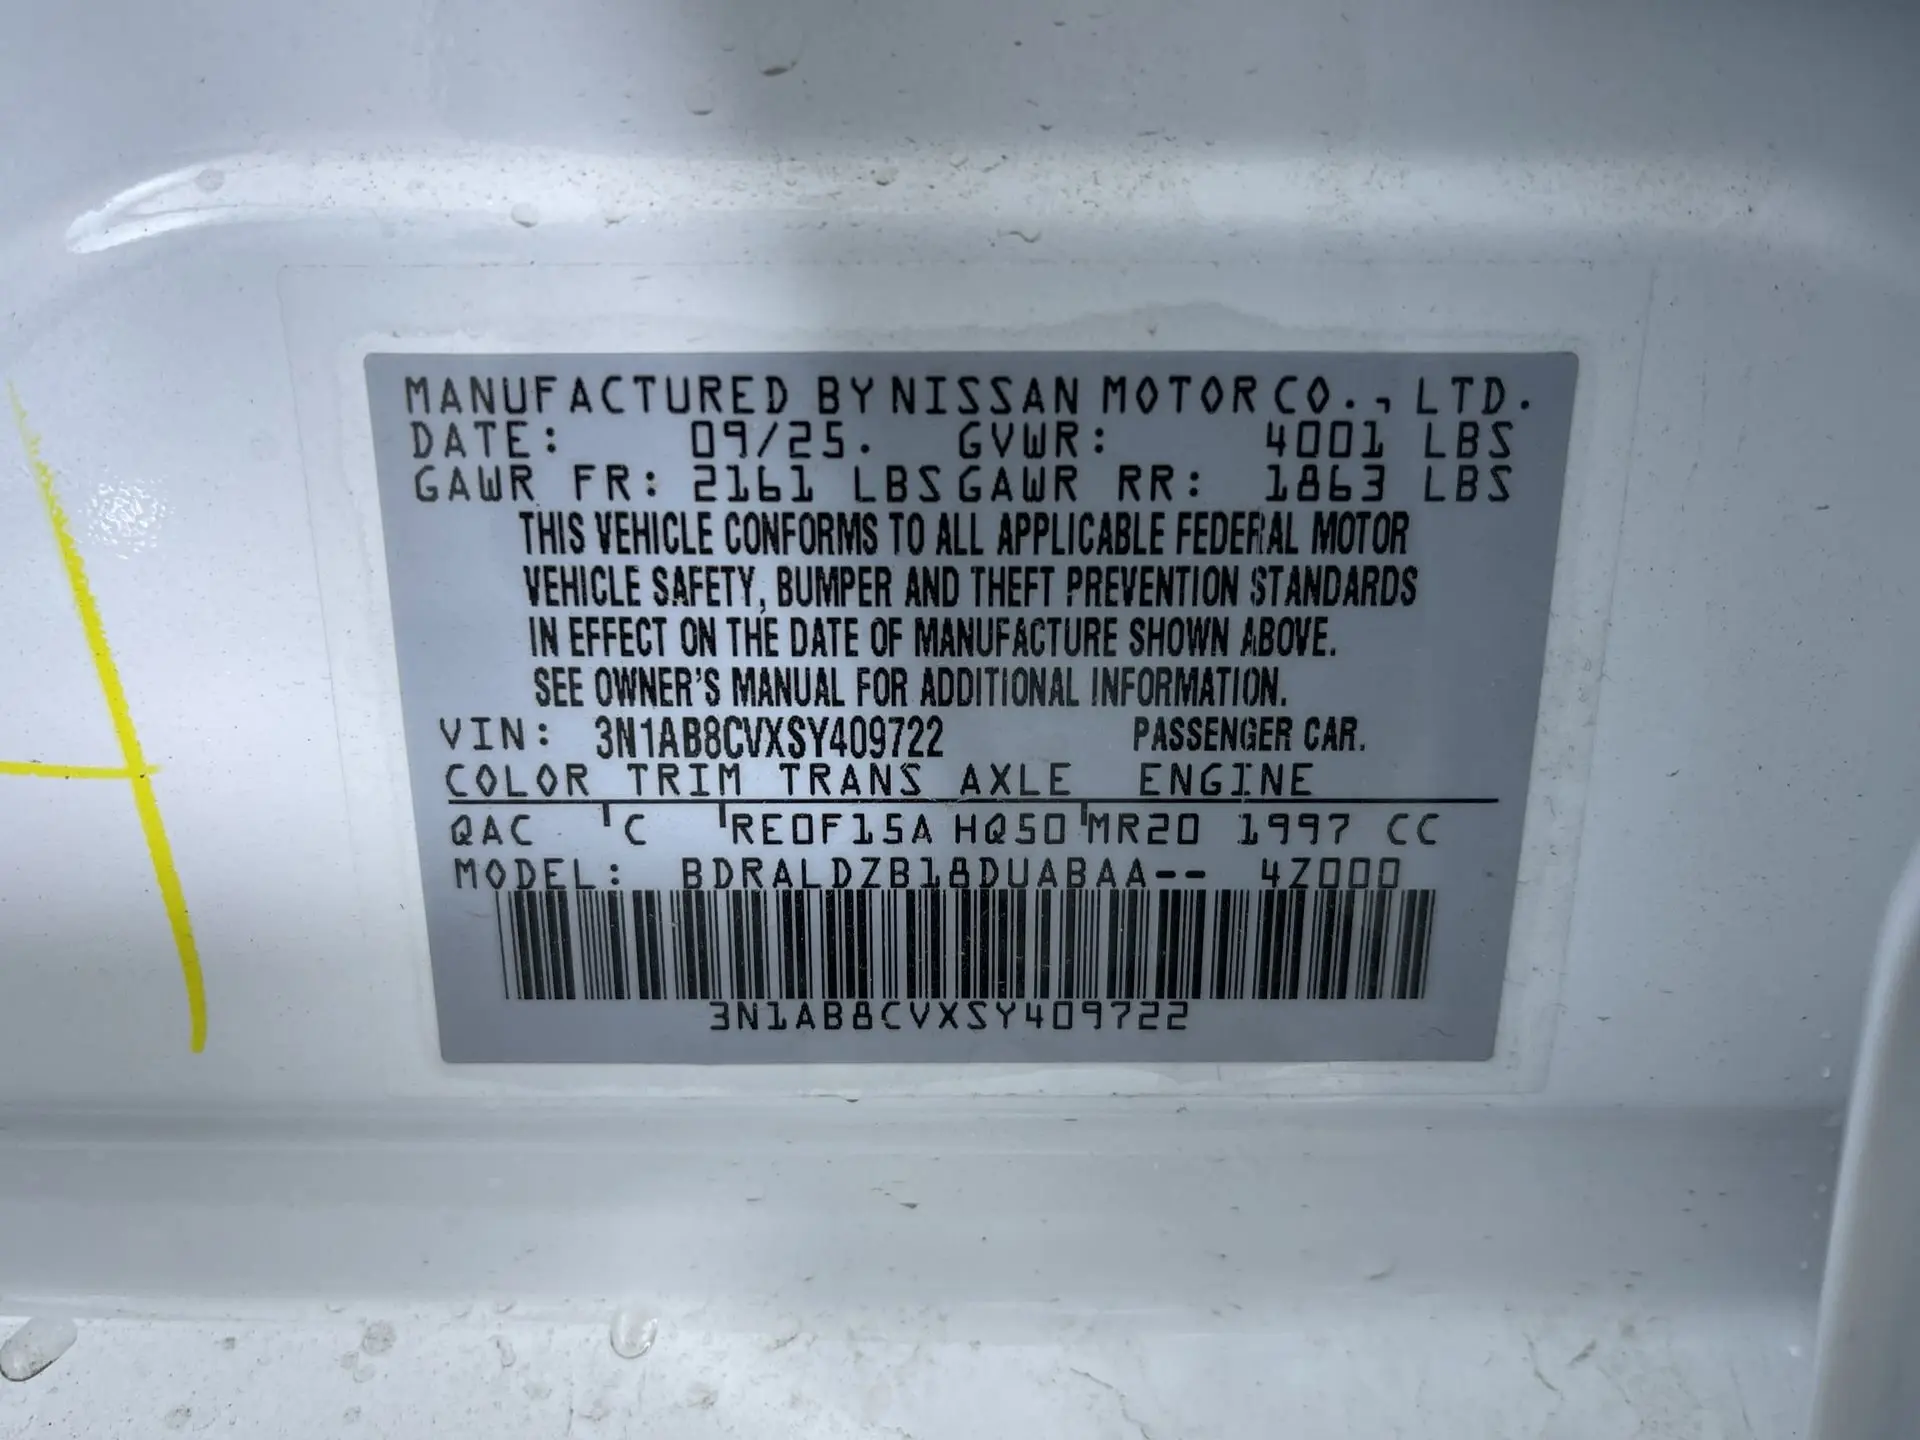 MANUFACTURED BY NISSAN MOTOR CO., LTD.
DATE: 09/25. GVWR: 4001 LBS
GAWR FR: 2161 LBS GAWR RR: 1863 LBS
THIS VEHICLE CONFORMS TO ALL APPLICABLE FEDERAL MOTOR
VEHICLE SAFETY, BUMPER AND THEFT PREVENTION STANDARDS
IN EFFECT ON THE DATE OF MANUFACTURE SHOWN ABOVE.
SEE OWNER'S MANUAL FOR ADDITIONAL INFORMATION.
VIN: 3N1AB8CVXSY409722 PASSENGER CAR.
COLOR TRIM TRANS AXLE ENGINE
QAC C RE0F15A HQ50 MR20 1997 CC
MODEL: BDRALDZB18DUABAA-- 4Z000
3N1AB8CVXSY409722